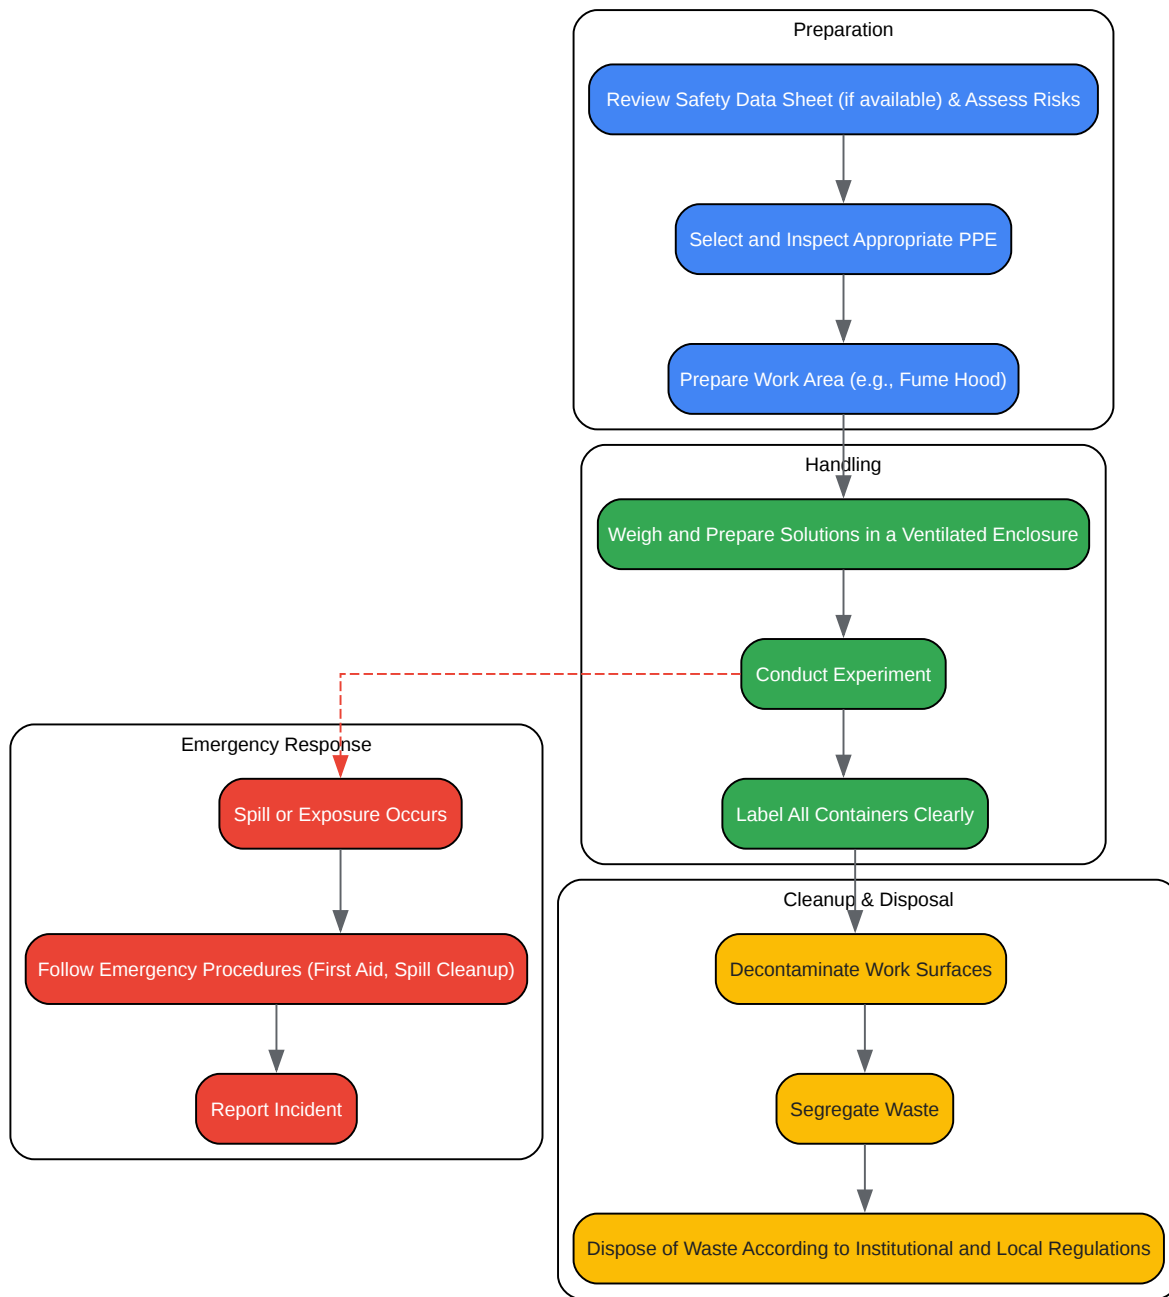 Preparation
Review Safety Data Sheet (if available) & Assess Risks
Select and Inspect Appropriate PPE
Prepare Work Area (e.g., Fume Hood)
Handling
Weigh and Prepare Solutions in a Ventilated Enclosure
Conduct Experiment
Label All Containers Clearly
Emergency Response
Spill or Exposure Occurs
Follow Emergency Procedures (First Aid, Spill Cleanup)
Report Incident
Cleanup & Disposal
Decontaminate Work Surfaces
Segregate Waste
Dispose of Waste According to Institutional and Local Regulations